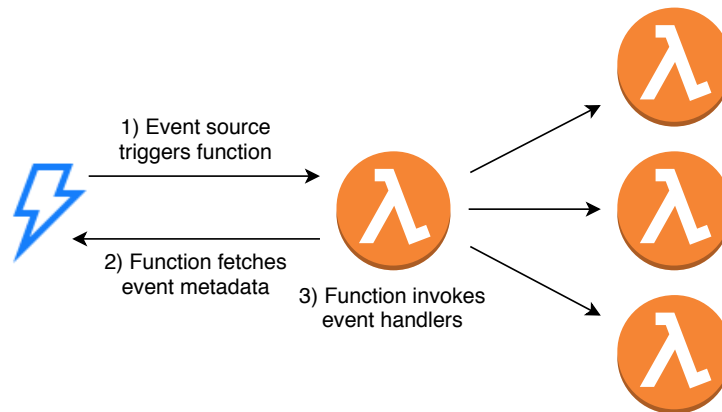 1) Event source
triggers function
2) Function fetches
event metadata
3) Function invokes
event handlers